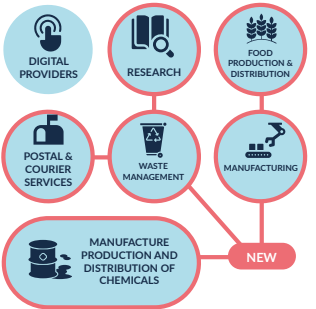 DIGITAL
PROVIDERS
RESEARCH
FOOD
PRODUCTION &
DISTRIBUTION
POSTAL &
COURIER
SERVICES
WASTE
MANAGEMENT
MANUFACTURING
MANUFACTURE
PRODUCTION AND
DISTRIBUTION OF
CHEMICALS
NEW